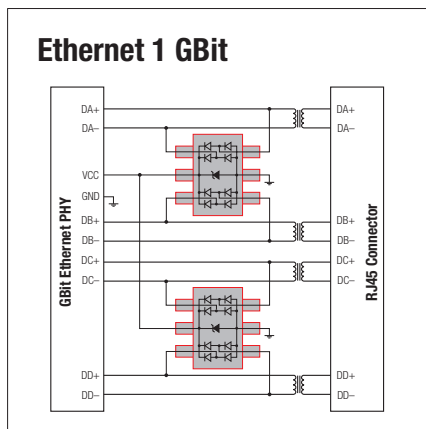 Ethernet 1 GBit
GBit Ethernet PHY
DA+
DA–
VCC
GND
DB+
DB–
DC+
DC–
DD+
DD–
DA+
DA–
DB+
DB–
DC+
DC–
DD+
DD–
RJ45 Connector